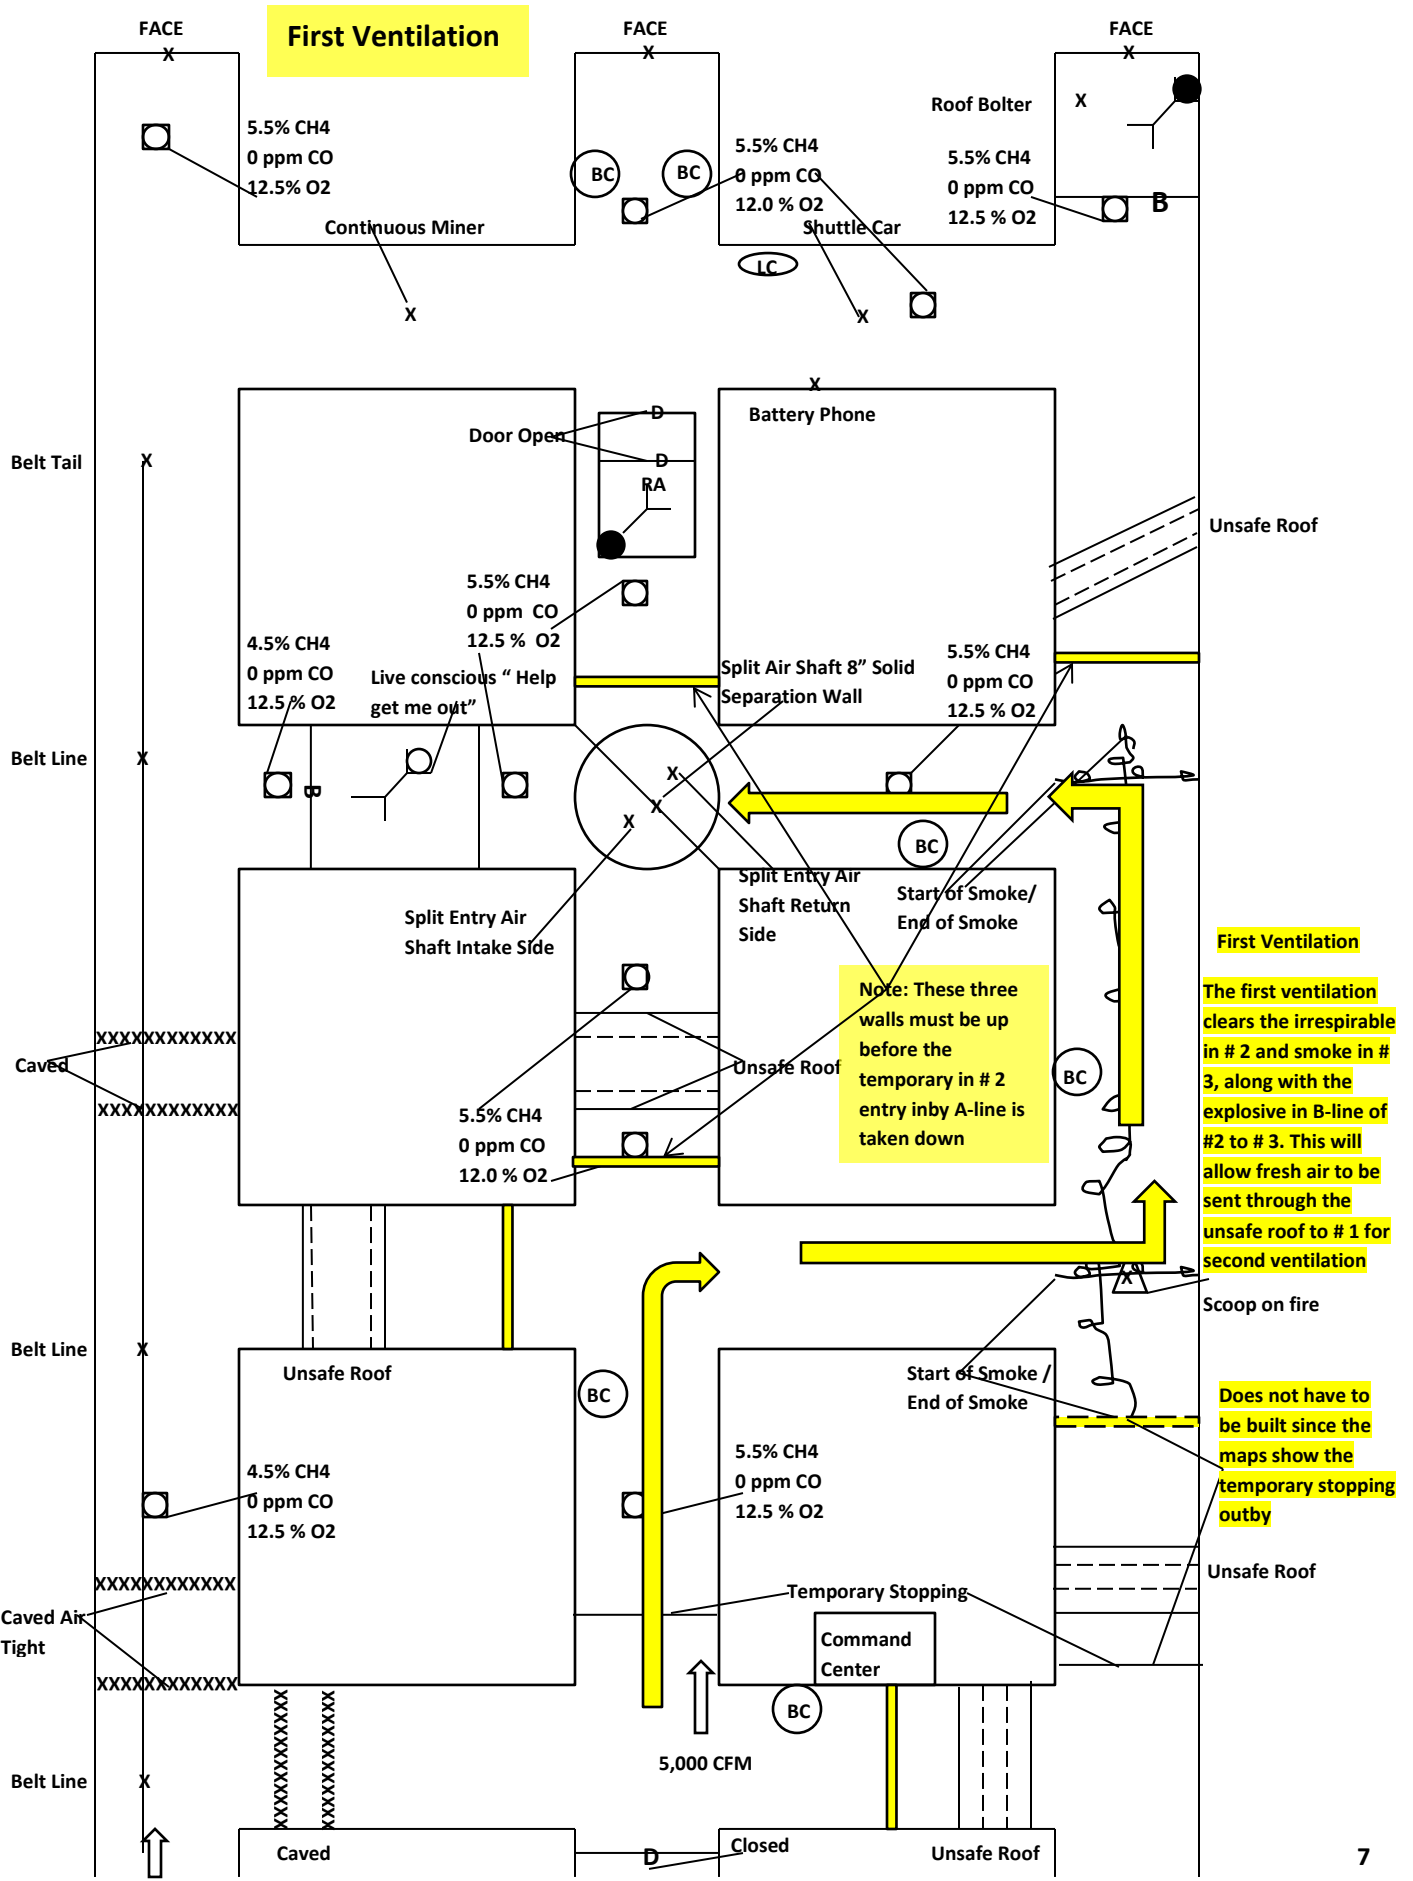 FACE
First Ventilation
FACE
FACE
X
X
X
Roof Bolter
X
5.5% CH4
0 ppm CO
12.5% O2
BC
BC
5.5% CH4
0 ppm CO
12.0 % O2
5.5% CH4
0 ppm CO
12.5 % O2
B
Continuous Miner
Shuttle Car
LC
X
X
X
Battery Phone
D
Door Open
D
RA
Belt Tail
X
Unsafe Roof
5.5% CH4
0 ppm CO
12.5 % O2
4.5% CH4
0 ppm CO
12.5 % O2
Live conscious “ Help
get me out”
Split Air Shaft 8” Solid
Separation Wall
5.5% CH4
0 ppm CO
12.5 % O2
Belt Line
X
B
X
X
X
BC
Split Entry Air
Shaft Return
Side
Start of Smoke/
End of Smoke
Split Entry Air
Shaft Intake Side
First Ventilation
The first ventilation
clears the irrespirable
in # 2 and smoke in #
3, along with the
explosive in B-line of
#2 to # 3. This will
allow fresh air to be
sent through the
unsafe roof to # 1 for
second ventilation
Note: These three
walls must be up
before the
temporary in # 2
entry inby A-line is
taken down
XXXXXXXXXXXX
Caved
XXXXXXXXXXXX
Unsafe Roof
BC
5.5% CH4
0 ppm CO
12.0 % O2
X
Scoop on fire
Belt Line
X
Unsafe Roof
BC
Start of Smoke /
End of Smoke
Does not have to
be built since the
maps show the
temporary stopping
outby
4.5% CH4
0 ppm CO
12.5 % O2
5.5% CH4
0 ppm CO
12.5 % O2
XXXXXXXXXXXX
Unsafe Roof
Caved Air
Tight
Temporary Stopping
Command
Center
XXXXXXXXXXXX
BC
XXXXXXXXXXXX
XXXXXXXXXXXX
5,000 CFM
Belt Line
X
Caved
D
Closed
Unsafe Roof
7